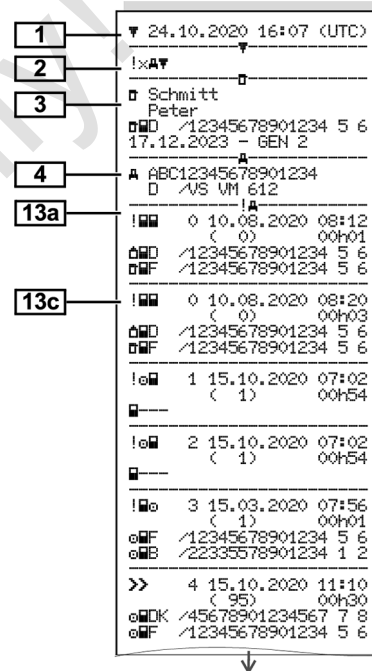 1
▼ 24.10.2020 16:07 (UTC)
2
!×A▼
3
Schmitt
Peter
D /12345678901234 5 6
17.12.2023 - GEN 2
4
A ABC12345678901234
D /VS VM 612
!A
13a
! 0 10.08.2020 08:12
( 0) 00h01
D /12345678901234 5 6
F /12345678901234 5 6
13c
! 0 10.08.2020 08:20
( 0) 00h03
D /12345678901234 5 6
F /12345678901234 5 6
! 1 15.10.2020 07:02
( 1) 00h54
---
! 2 15.10.2020 07:02
( 1) 00h54
---
! 3 15.03.2020 07:56
( 1) 00h01
F /12345678901234 5 6
B /22335578901234 1 2
>> 4 15.10.2020 11:10
( 95) 00h30
DK /45678901234567 7 8
F /12345678901234 5 6